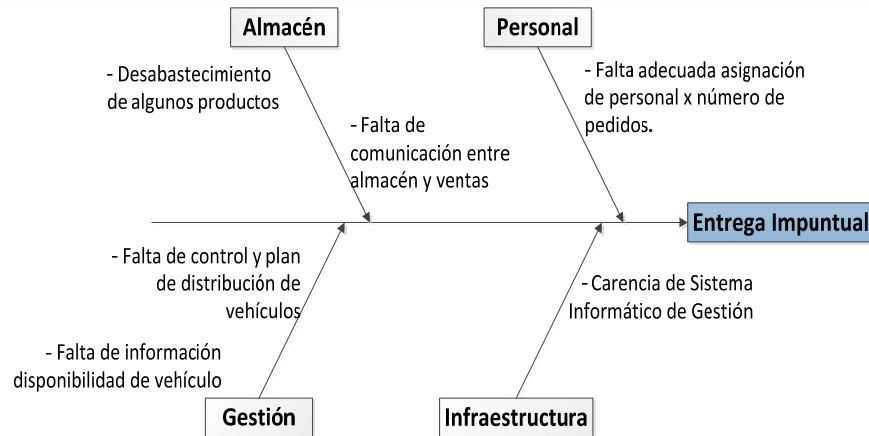 Almacén
Personal
- Desabastecimiento
de algunos productos
- Falta de
comunicación entre
almacén y ventas
- Falta adecuada asignación
de personal x número de
pedidos.
Entrega Impuntual
- Falta de control y plan
de distribución de
vehículos
- Falta de información
disponibilidad de vehículo
- Carencia de Sistema
Informático de Gestión
Gestión
Infraestructura